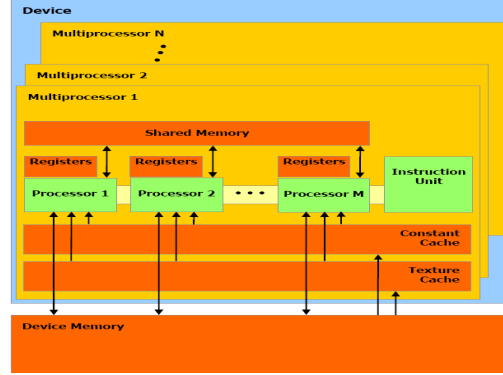 Device
Multiprocessor N
Multiprocessor 2
Multiprocessor 1
Shared Memory
Registers
Registers
Registers
Processor 1
Processor 2
Processor M
Instruction
Unit
Constant
Cache
Texture
Cache
Device Memory